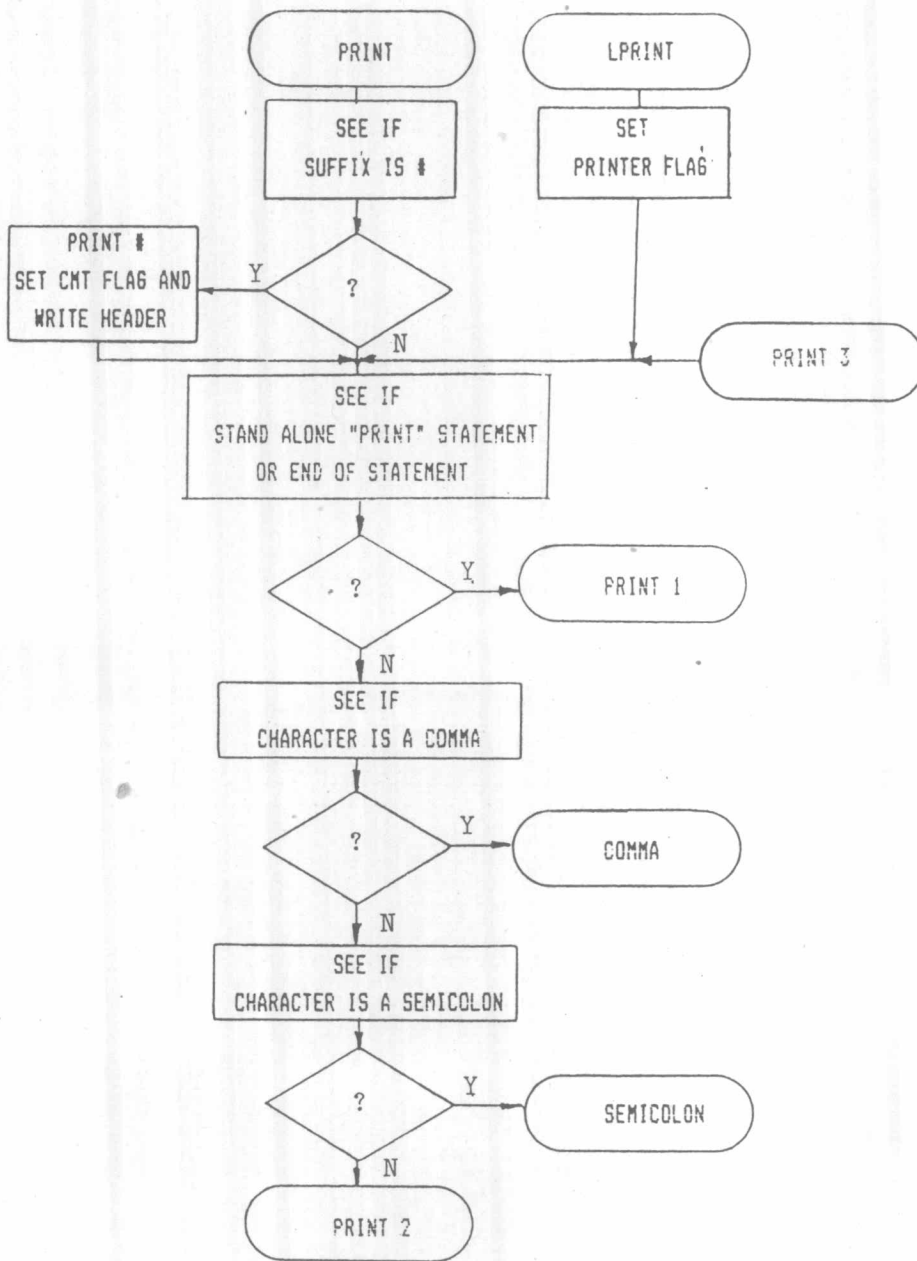 PRINT
LPRINT
SEE IF
SUFFIX IS #
SET
PRINTER FLAG
PRINT #
SET CMT FLAG AND
WRITE HEADER
Y
?
N
PRINT 3
SEE IF
STAND ALONE "PRINT" STATEMENT
OR END OF STATEMENT
?
Y
PRINT 1
N
SEE IF
CHARACTER IS A COMMA
?
Y
COMMA
N
SEE IF
CHARACTER IS A SEMICOLON
?
Y
SEMICOLON
N
PRINT 2